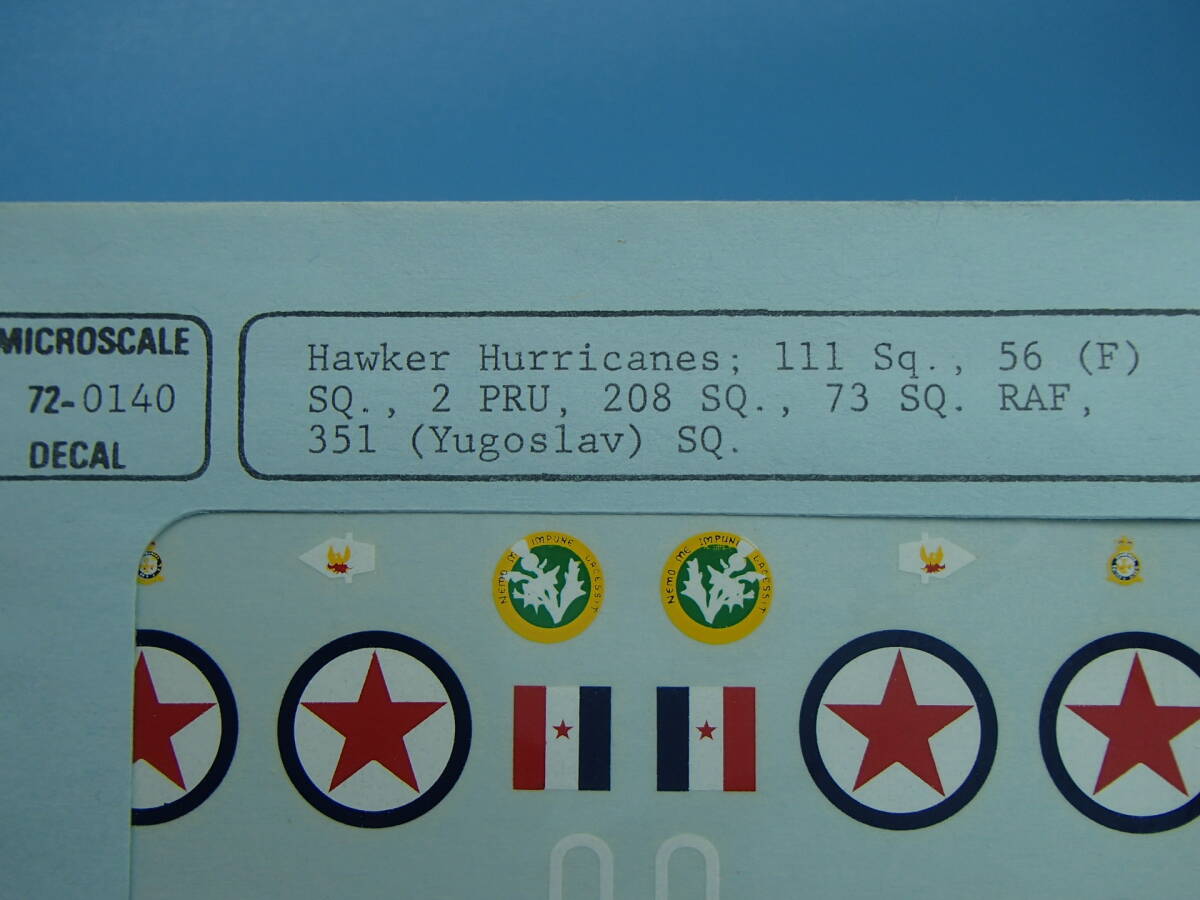 MICROSCALE
72-0140
DECAL
Hawker Hurricanes; 111 Sq., 56 (F)
SQ., 2 PRU, 208 SQ., 73 SQ. RAF,
351 (Yugoslav) SQ.
NEMO ME IMPUNE LACESSIT
NEMO ME IMPUNE LACESSIT